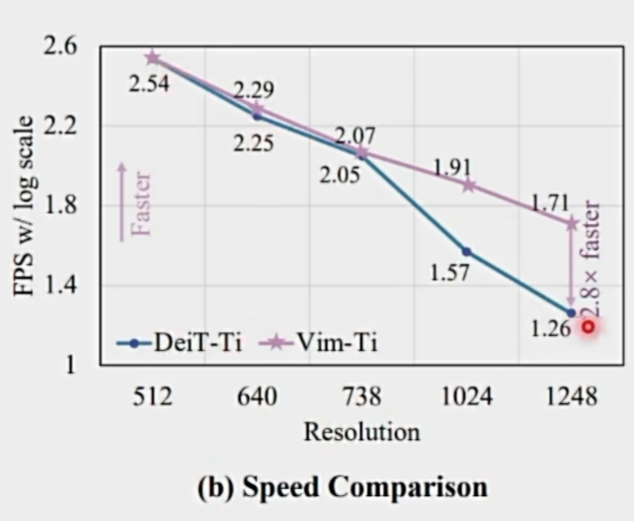 2.6
2.2
1.8
1.4
1
FPS w/ log scale
Faster
2.54
2.29
2.25
2.07
2.05
1.91
1.57
1.71
1.26
2.8× faster
DeiT-Ti
Vim-Ti
512 640 738 1024 1248
Resolution
(b) Speed Comparison